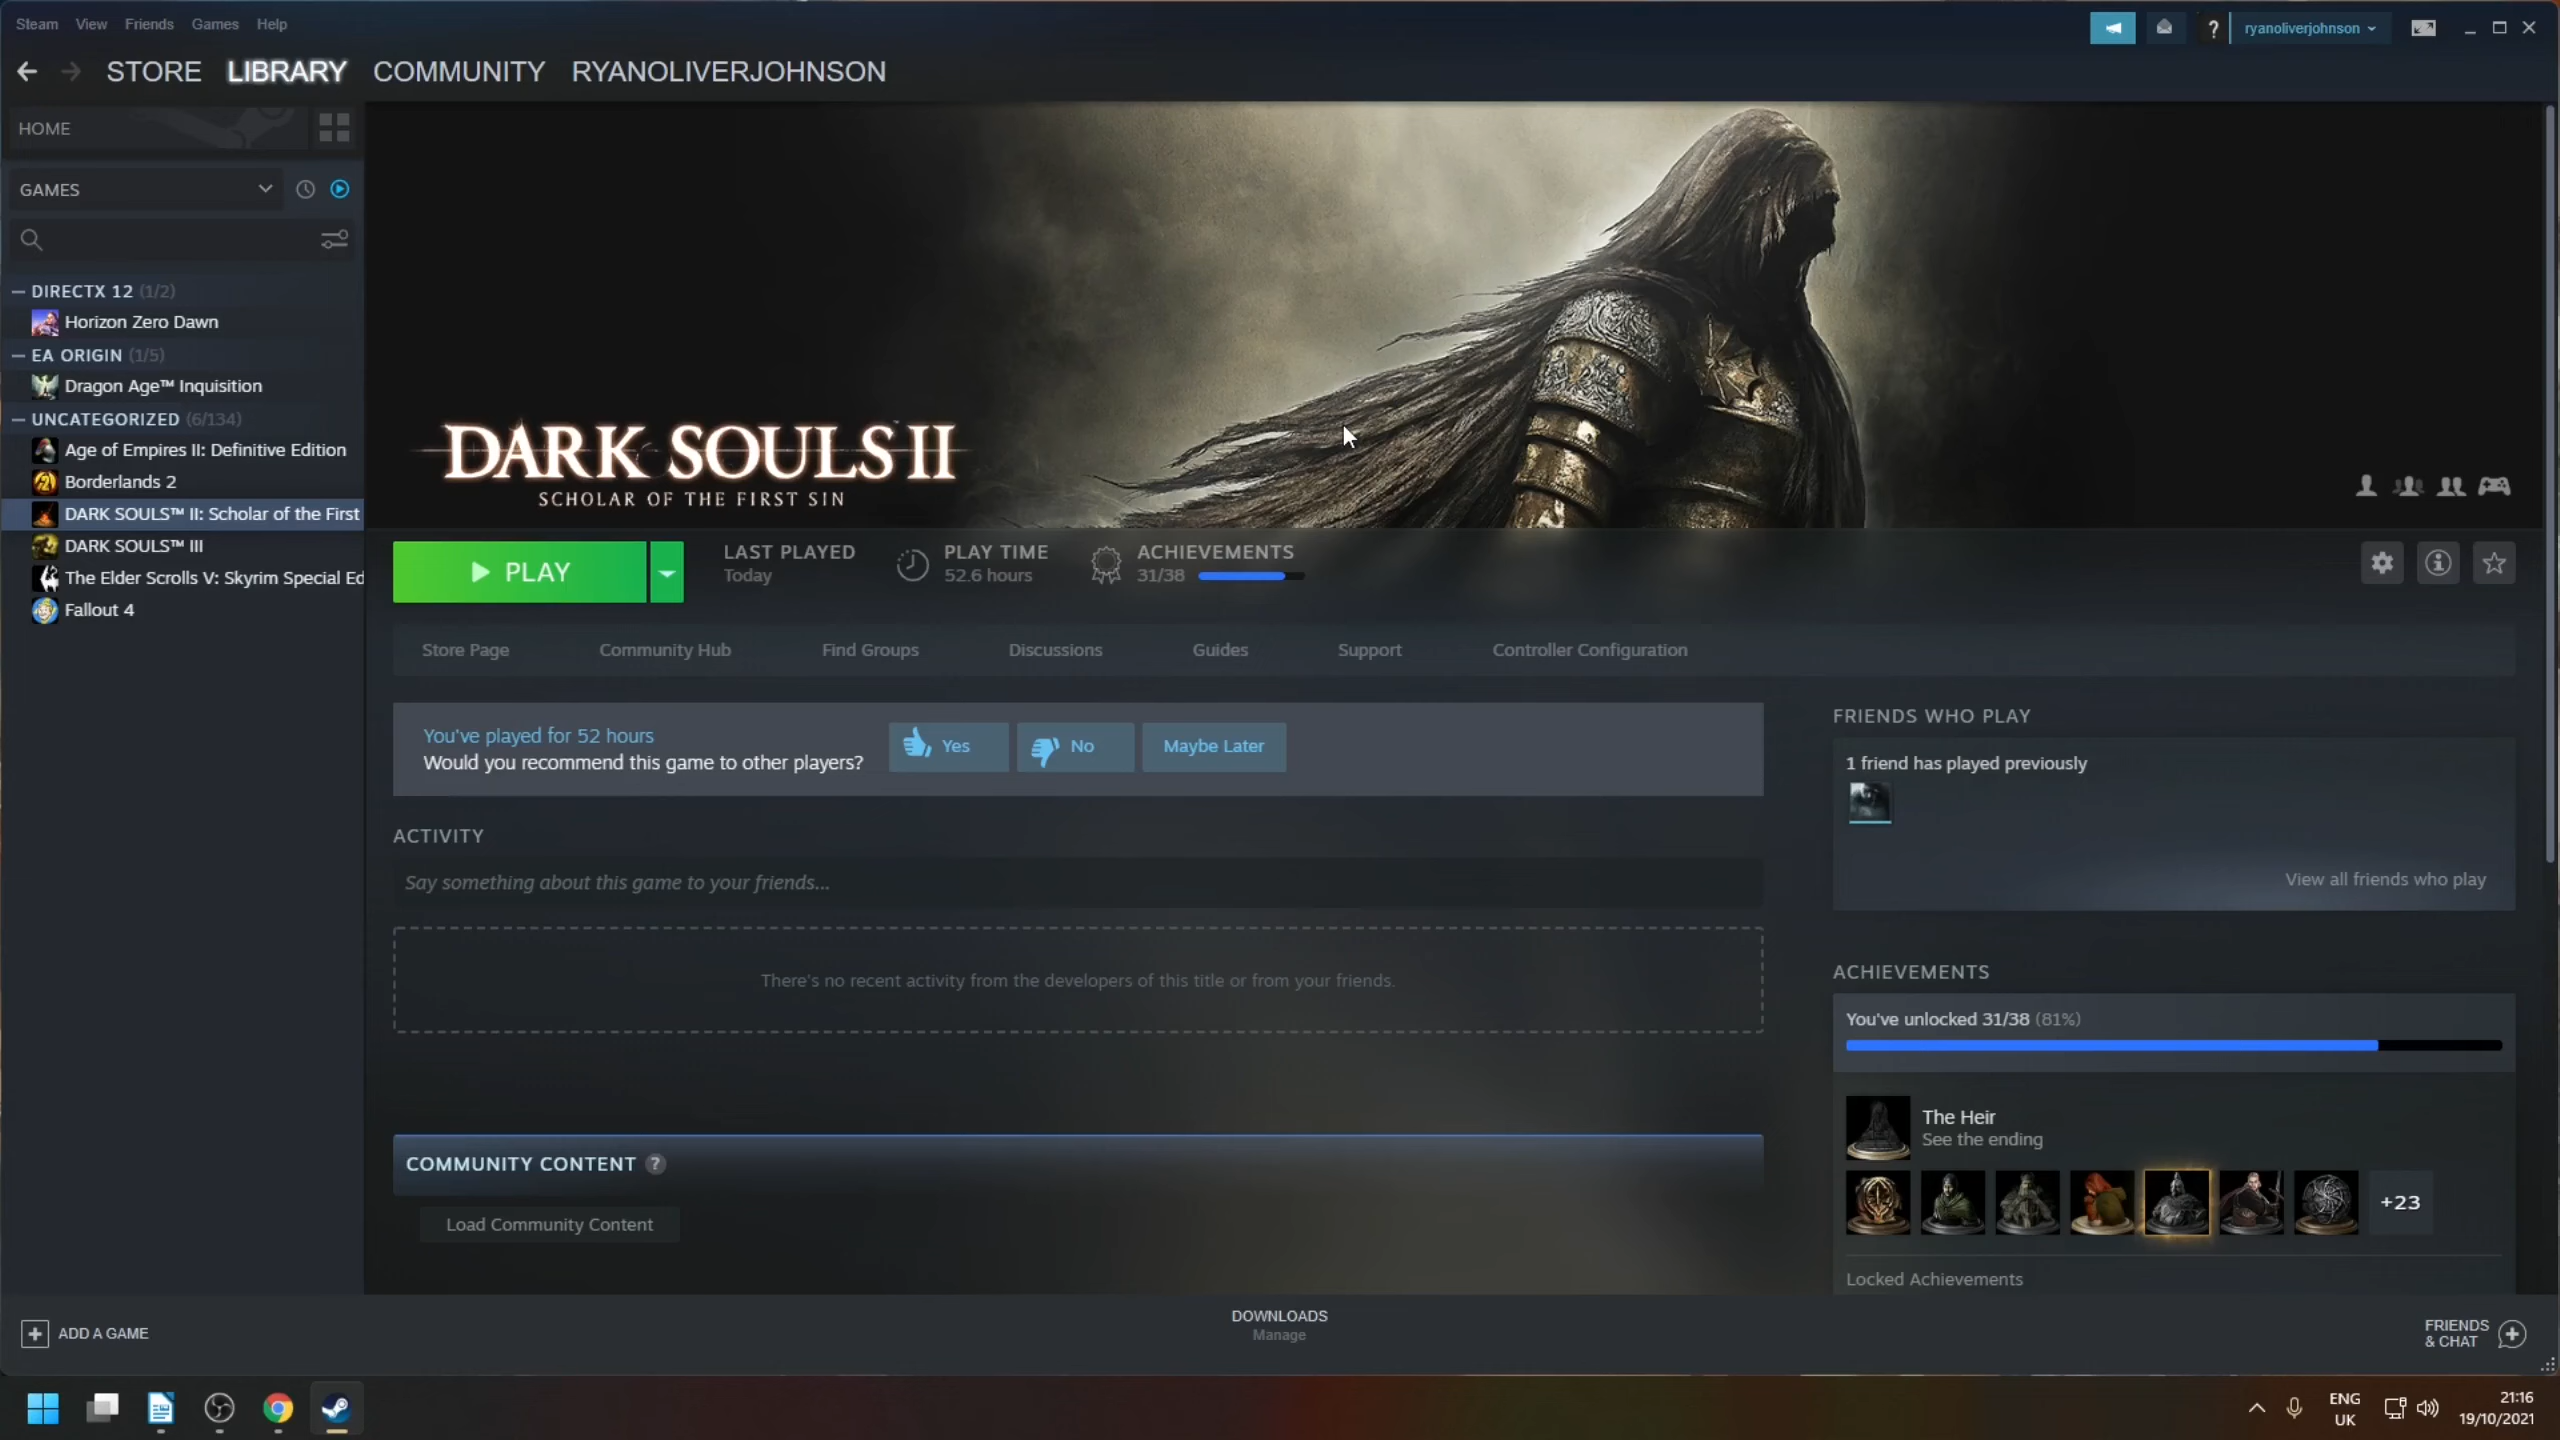 Steam View Friends Games Help
ryanoliverjohnson
STORE LIBRARY COMMUNITY RYANOLIVERJOHNSON
HOME
GAMES
— DIRECTX 12 (1/2)
Horizon Zero Dawn
— EA ORIGIN (1/5)
Dragon Age™ Inquisition
— UNCATEGORIZED (6/134)
Age of Empires II: Definitive Edition
Borderlands 2
DARK SOULS™ II: Scholar of the First
DARK SOULS™ III
The Elder Scrolls V: Skyrim Special Ed
Fallout 4
DARK SOULS II™
SCHOLAR OF THE FIRST SIN
PLAY
LAST PLAYED
Today
PLAY TIME
52.6 hours
ACHIEVEMENTS
31/38
Store Page Community Hub Find Groups Discussions Guides Support Controller Configuration
You've played for 52 hours
Would you recommend this game to other players?
Yes No Maybe Later
FRIENDS WHO PLAY
1 friend has played previously
View all friends who play
ACTIVITY
Say something about this game to your friends...
There's no recent activity from the developers of this title or from your friends.
ACHIEVEMENTS
You've unlocked 31/38 (81%)
The Heir
See the ending
+23
Locked Achievements
COMMUNITY CONTENT ?
Load Community Content
+ ADD A GAME
DOWNLOADS
Manage
FRIENDS
& CHAT
ENG
UK
21:16
19/10/2021